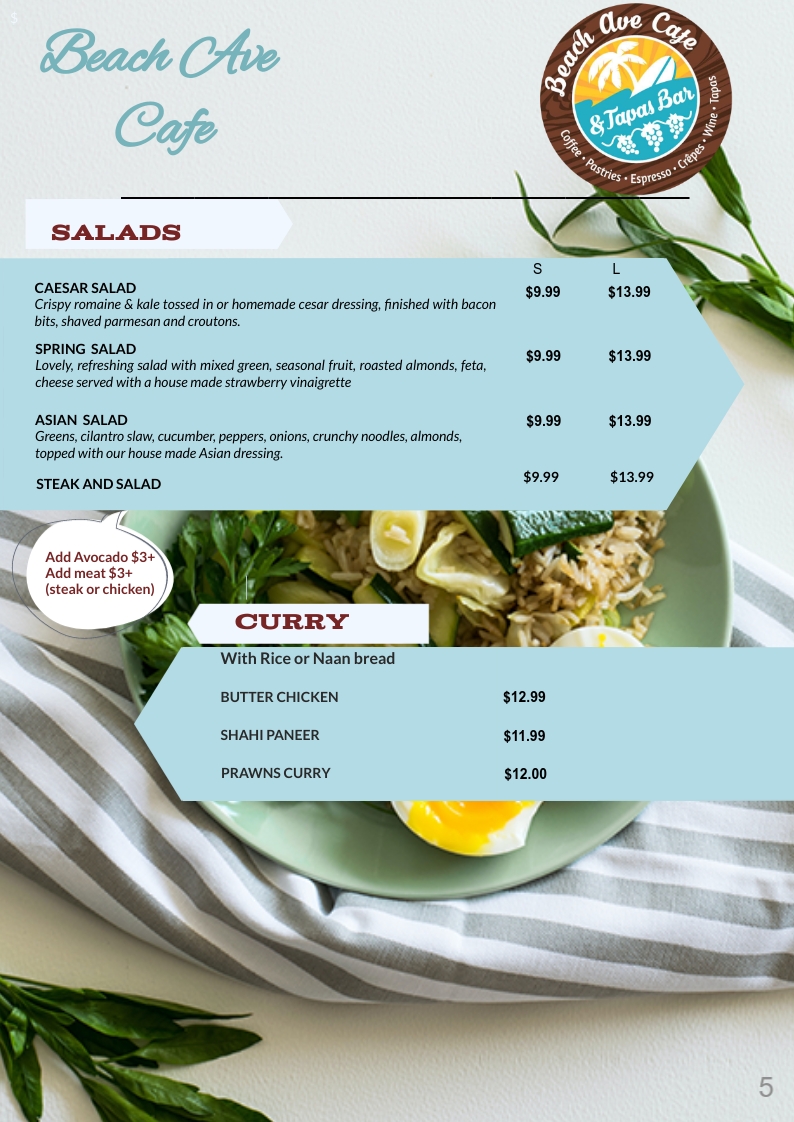 S
Beach Ave
Cafe
Beach Ave Cafe
& Tapas Bar
Coffee • Pastries • Espresso • Crêpes • Wine • Tapas
SALADS
S L
CAESAR SALAD $9.99 $13.99
Crispy romaine & kale tossed in or homemade cesar dressing, finished with bacon
bits, shaved parmesan and croutons.
SPRING SALAD $9.99 $13.99
Lovely, refreshing salad with mixed green, seasonal fruit, roasted almonds, feta,
cheese served with a house made strawberry vinaigrette
ASIAN SALAD $9.99 $13.99
Greens, cilantro slaw, cucumber, peppers, onions, crunchy noodles, almonds,
topped with our house made Asian dressing.
STEAK AND SALAD $9.99 $13.99
Add Avocado $3+
Add meat $3+
(steak or chicken)
CURRY
With Rice or Naan bread
BUTTER CHICKEN $12.99
SHAHI PANEER $11.99
PRAWNS CURRY $12.00
5